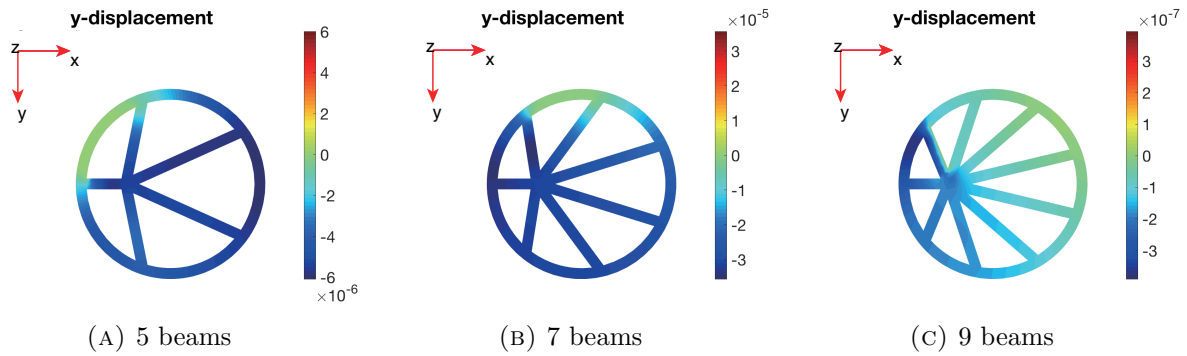 y-displacement
z
x
y
6
4
2
0
-2
-4
-6
×10^-6
(A) 5 beams
y-displacement
z
x
y
×10^-5
3
2
1
0
-1
-2
-3
(B) 7 beams
y-displacement
z
x
y
×10^-7
3
2
1
0
-1
-2
-3
(C) 9 beams